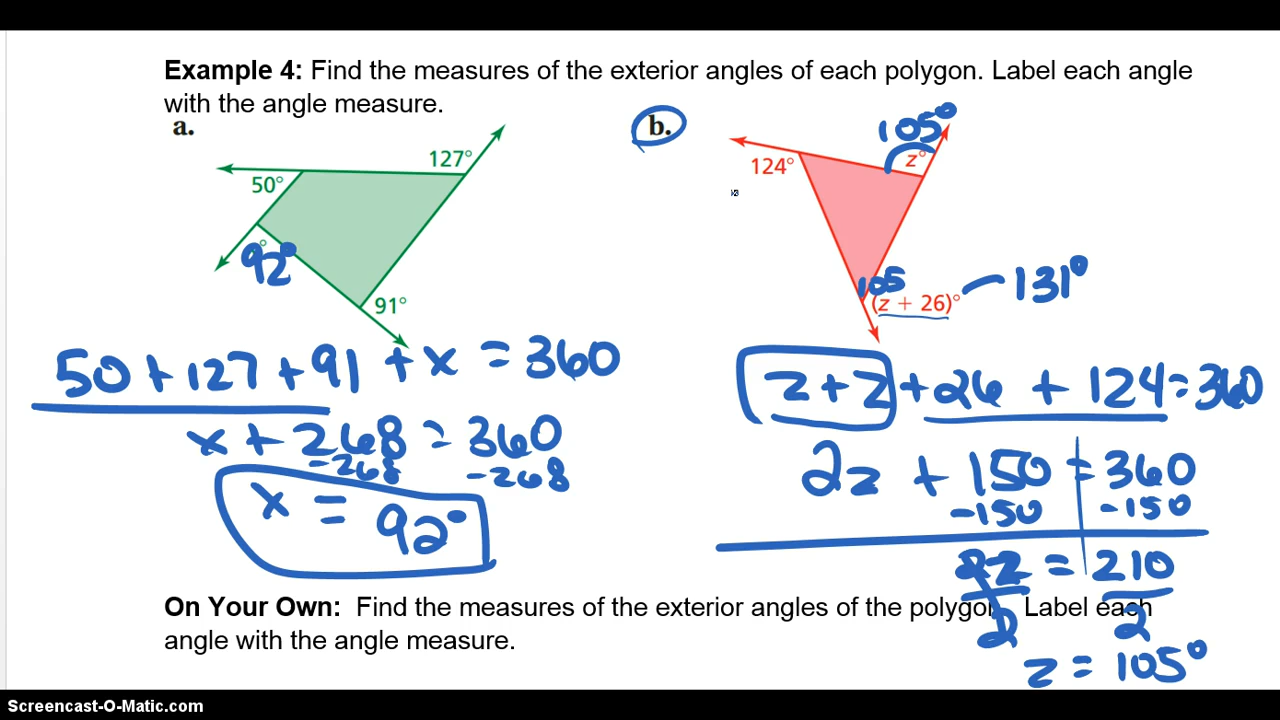 Example 4: Find the measures of the exterior angles of each polygon. Label each angle
with the angle measure.
a.
127°
50°
92°
91°
50 + 127 + 91 + x = 360
x + 268 = 360
-268 -268
x = 92°
b.
105°
124°
z°
105
(z + 26)°
131°
z + z + 26 + 124 = 360
2z + 150 = 360
-150 -150
2z = 210
2 2
z = 105°
On Your Own: Find the measures of the exterior angles of the polygon. Label each
angle with the angle measure.
Screencast-O-Matic.com